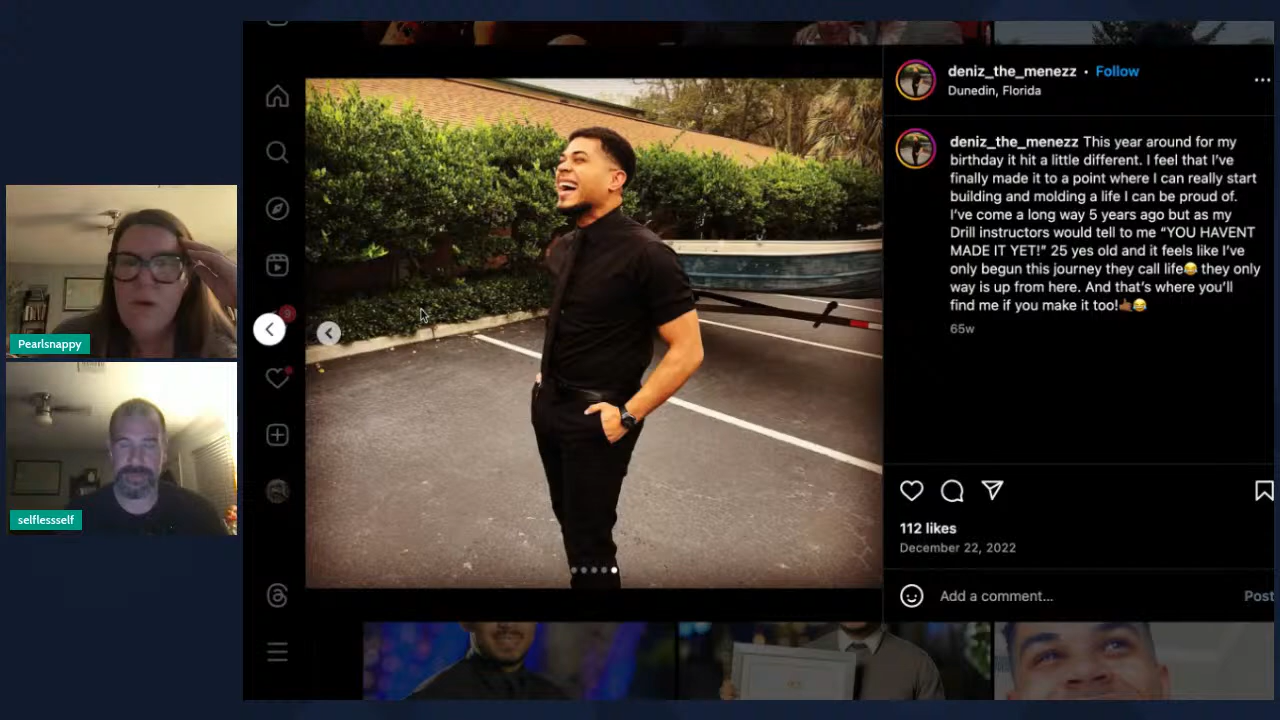 deniz_the_menezz • Follow
Dunedin, Florida
deniz_the_menezz This year around for my
birthday it hit a little different. I feel that I've
finally made it to a point where I can really start
building and molding a life I can be proud of.
I've come a long way 5 years ago but as my
Drill instructors would tell to me “YOU HAVENT
MADE IT YET!” 25 yes old and it feels like I've
only begun this journey they call life😂 they only
way is up from here. And that's where you'll
find me if you make it too!🤙🏾😂
65w
9
Pearlsnappy
selflessself
112 likes
December 22, 2022
Add a comment...
Post